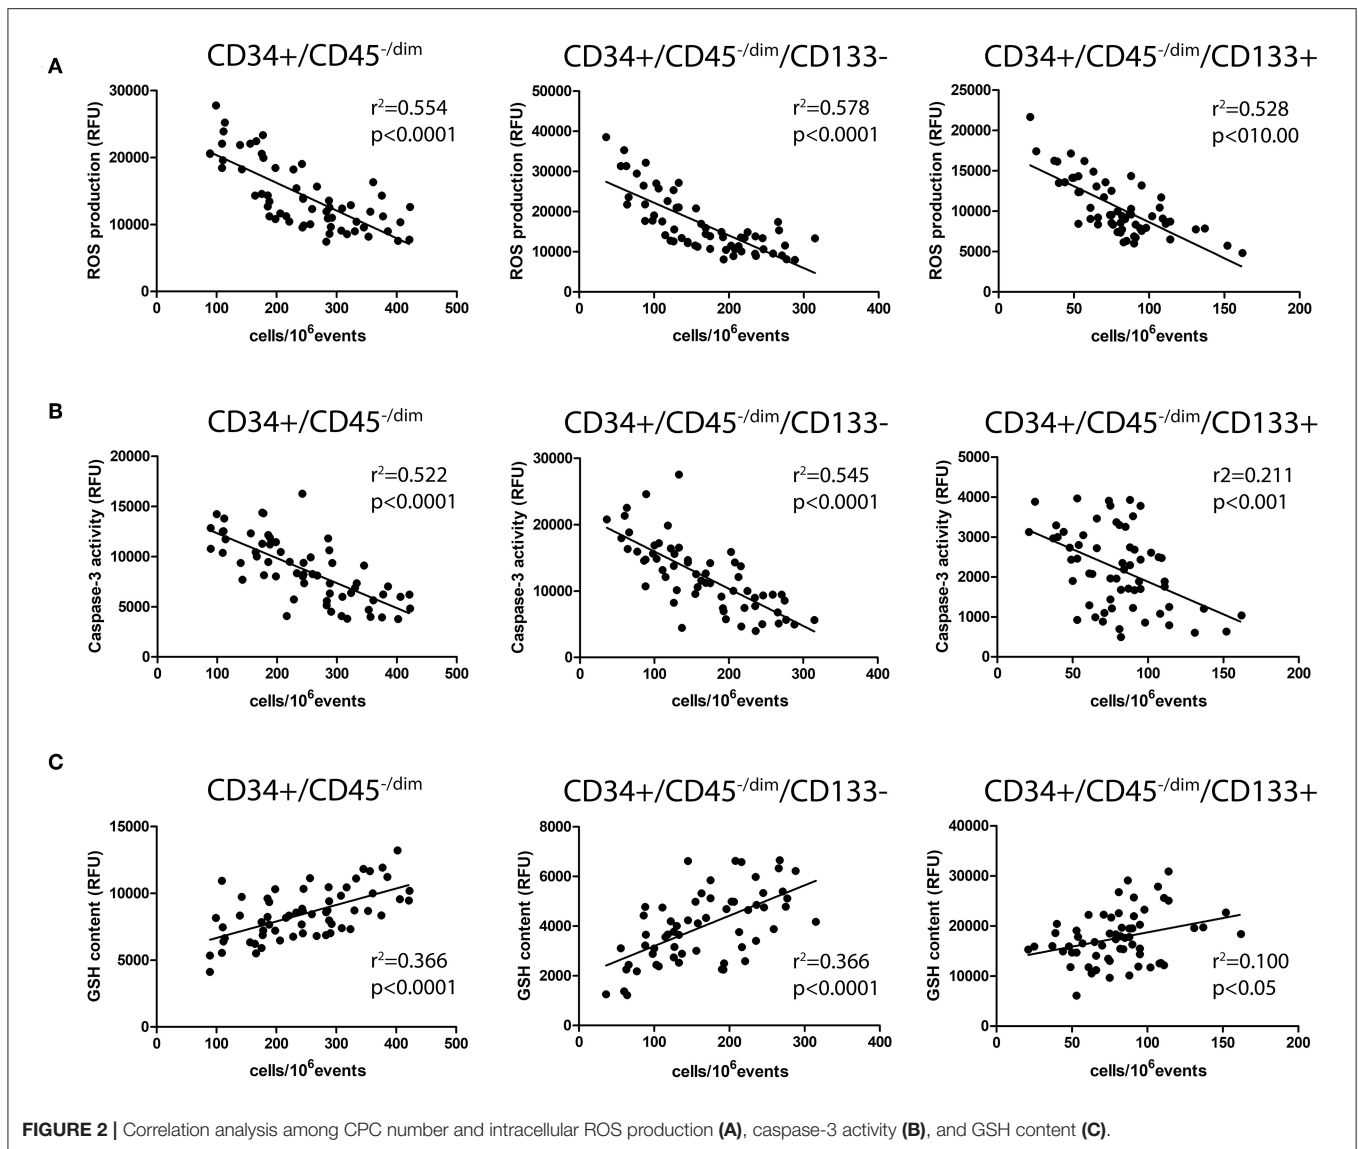 A
CD34+/CD45-/dim
CD34+/CD45-/dim/CD133-
CD34+/CD45-/dim/CD133+
ROS production (RFU)
30000
20000
10000
0
r²=0.554
p<0.0001
0 100 200 300 400 500
cells/10⁶events
ROS production (RFU)
50000
40000
30000
20000
10000
0
r²=0.578
p<0.0001
0 100 200 300 400
cells/10⁶events
ROS production (RFU)
25000
20000
15000
10000
5000
0
r²=0.528
p<010.00
0 50 100 150 200
cells/10⁶events
B
CD34+/CD45-/dim
CD34+/CD45-/dim/CD133-
CD34+/CD45-/dim/CD133+
Caspase-3 activity (RFU)
20000
15000
10000
5000
0
r²=0.522
p<0.0001
0 100 200 300 400 500
cells/10⁶events
Caspase-3 activity (RFU)
30000
20000
10000
0
r²=0.545
p<0.0001
0 100 200 300 400
cells/10⁶events
Caspase-3 activity (RFU)
5000
4000
3000
2000
1000
0
r2=0.211
p<0.001
0 50 100 150 200
cells/10⁶events
C
CD34+/CD45-/dim
CD34+/CD45-/dim/CD133-
CD34+/CD45-/dim/CD133+
GSH content (RFU)
15000
10000
5000
0
r²=0.366
p<0.0001
0 100 200 300 400 500
cells/10⁶events
GSH content (RFU)
8000
6000
4000
2000
0
r²=0.366
p<0.0001
0 100 200 300 400
cells/10⁶events
GSH content (RFU)
40000
30000
20000
10000
0
r²=0.100
p<0.05
0 50 100 150 200
cells/10⁶events
FIGURE 2 | Correlation analysis among CPC number and intracellular ROS production (A), caspase-3 activity (B), and GSH content (C).